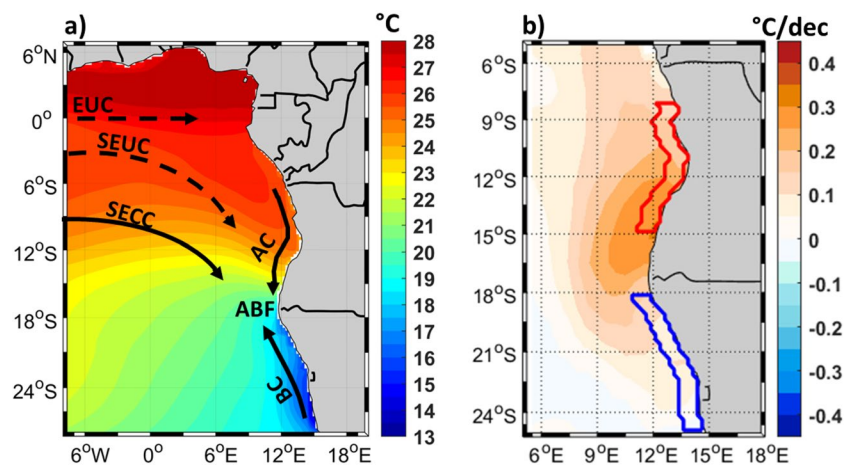 a)
°C
6°N
0°
6°S
12°S
18°S
24°S
6°W
0°
6°E
12°E
18°E
EUC
SEUC
SECC
AC
ABF
BC
28
27
26
25
24
23
22
21
20
19
18
17
16
15
14
13
b)
°C/dec
6°S
9°S
12°S
15°S
18°S
21°S
24°S
6°E
9°E
12°E
15°E
18°E
0.4
0.3
0.2
0.1
0
-0.1
-0.2
-0.3
-0.4